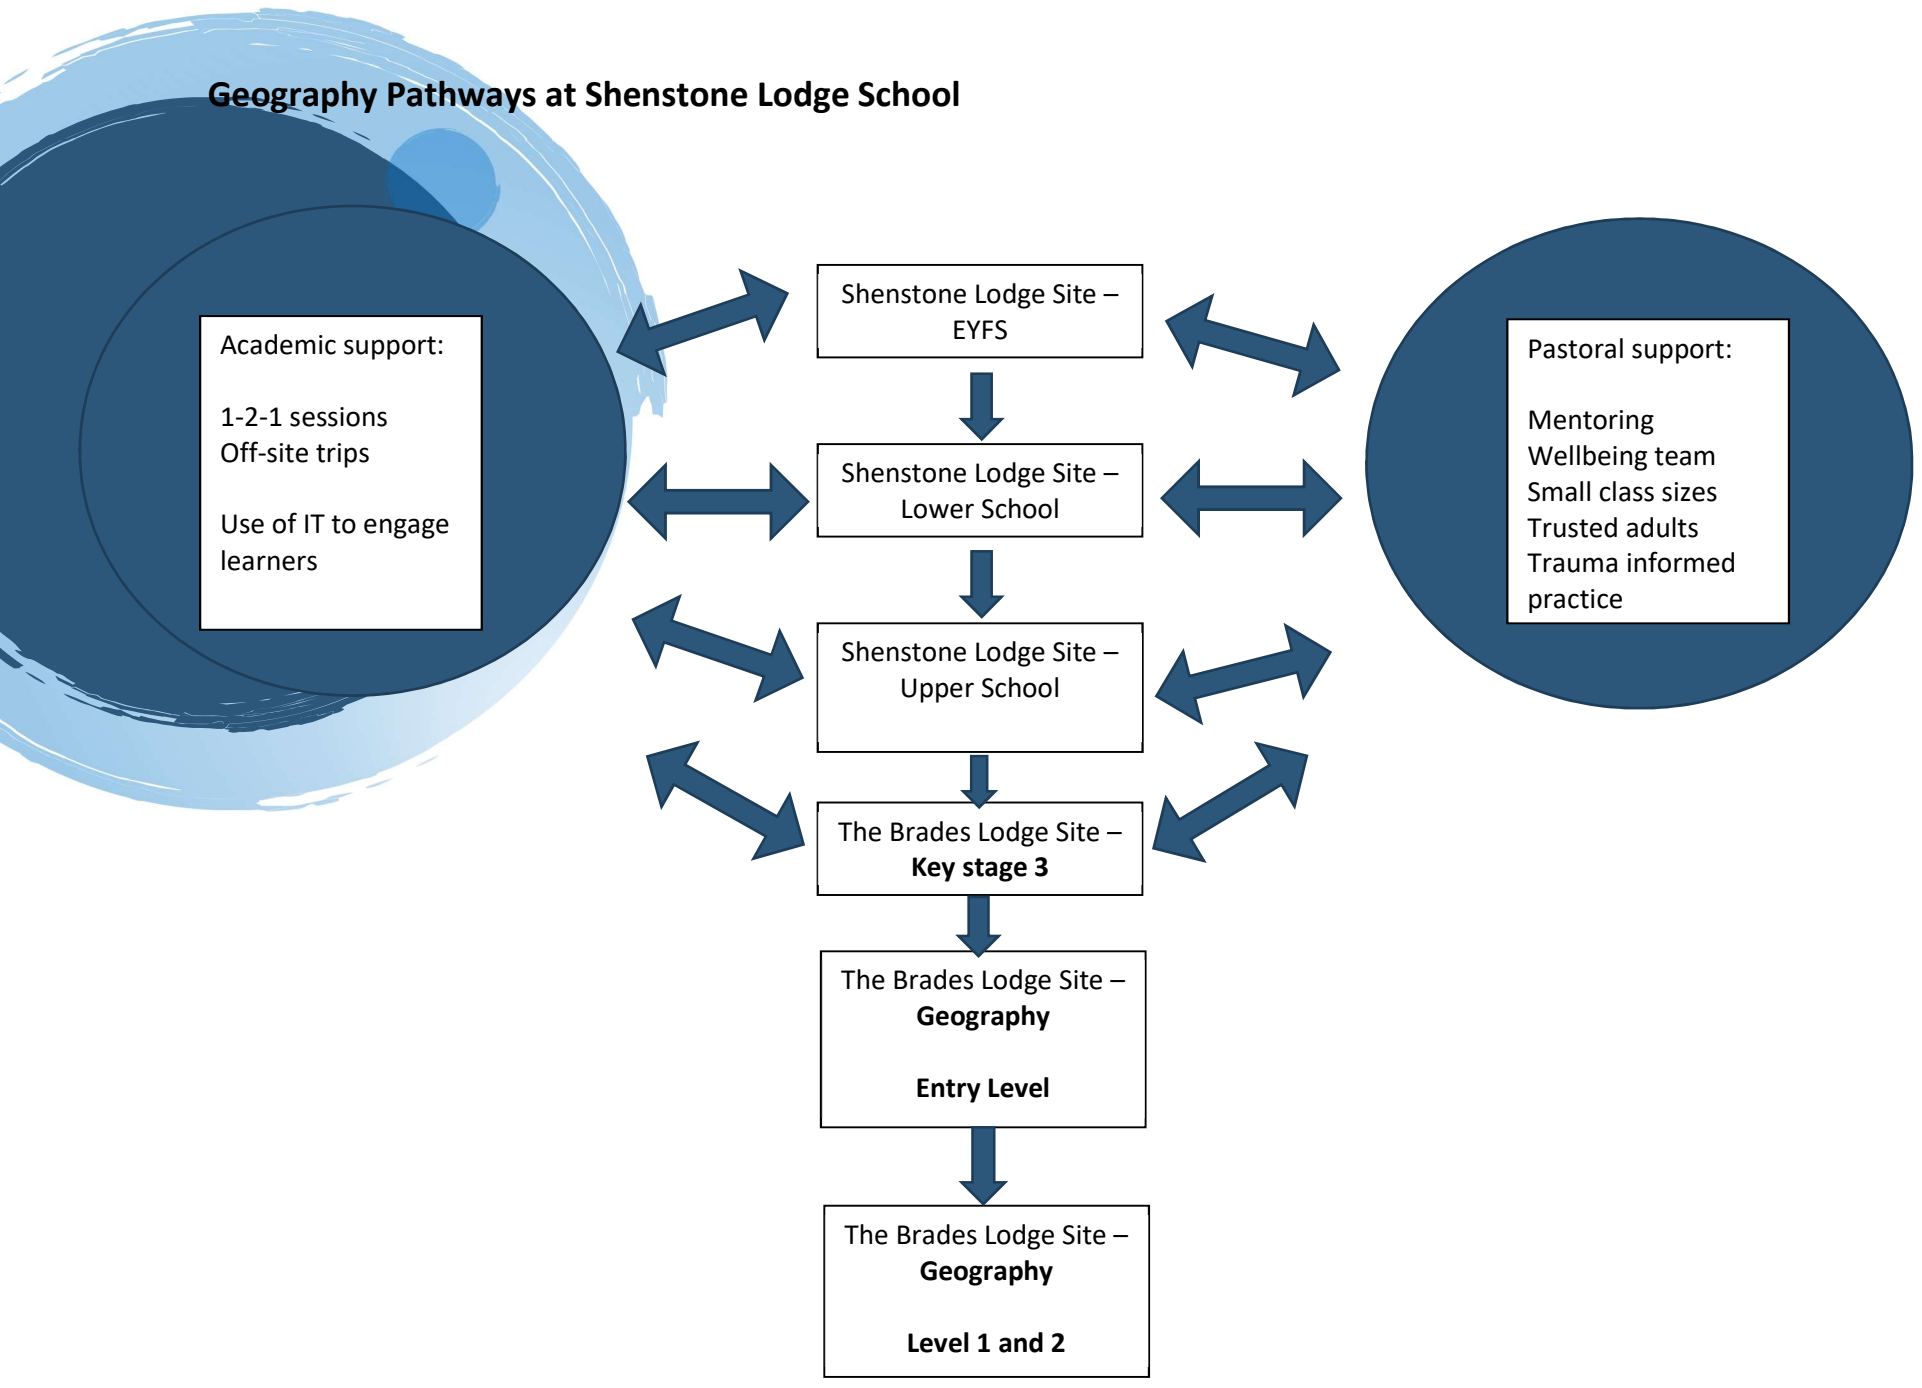 Geography Pathways at Shenstone Lodge School
Academic support:
1-2-1 sessions
Off-site trips
Use of IT to engage
learners
Shenstone Lodge Site –
EYFS
Shenstone Lodge Site –
Lower School
Shenstone Lodge Site –
Upper School
The Brades Lodge Site –
Key stage 3
The Brades Lodge Site –
Geography
Entry Level
The Brades Lodge Site –
Geography
Level 1 and 2
Pastoral support:
Mentoring
Wellbeing team
Small class sizes
Trusted adults
Trauma informed
practice